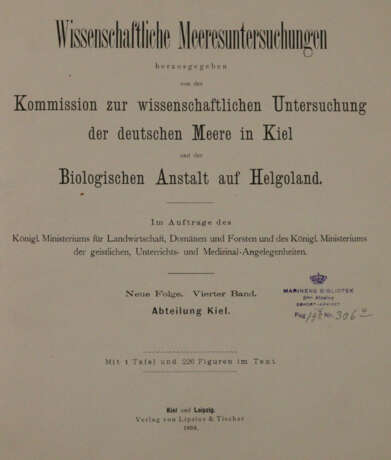 Wissenschaftliche Meeresuntersuchungen
herausgegeben
von der
Kommission zur wissenschaftlichen Untersuchung
der deutschen Meere in Kiel
und der
Biologischen Anstalt auf Helgoland.
Im Auftrage des
Königl. Ministeriums für Landwirtschaft, Domänen und Forsten und des Königl. Ministeriums
der geistlichen, Unterrichts- und Medizinal-Angelegenheiten.
Neue Folge. Vierter Band.
Abteilung Kiel.
MARINENS BIBLIOTEK
Mit 1 Tafel und 226 Figuren im Text.
Kiel und Leipzig.
Verlag von Lipsius & Tischer
1899.